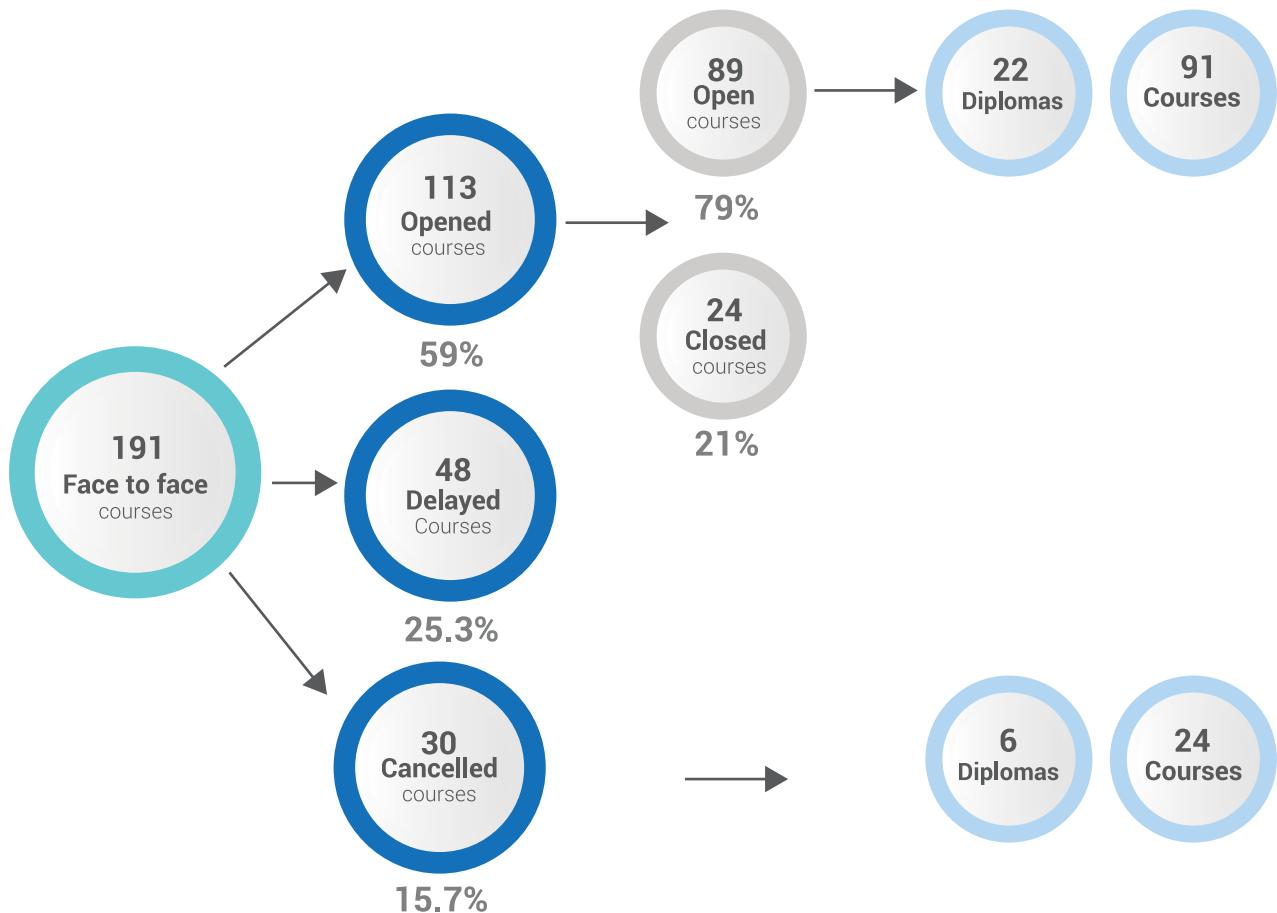 191
Face to face
courses
113
Opened
courses
59%
48
Delayed
Courses
25.3%
30
Cancelled
courses
15.7%
89
Open
courses
79%
24
Closed
courses
21%
22
Diplomas
91
Courses
6
Diplomas
24
Courses